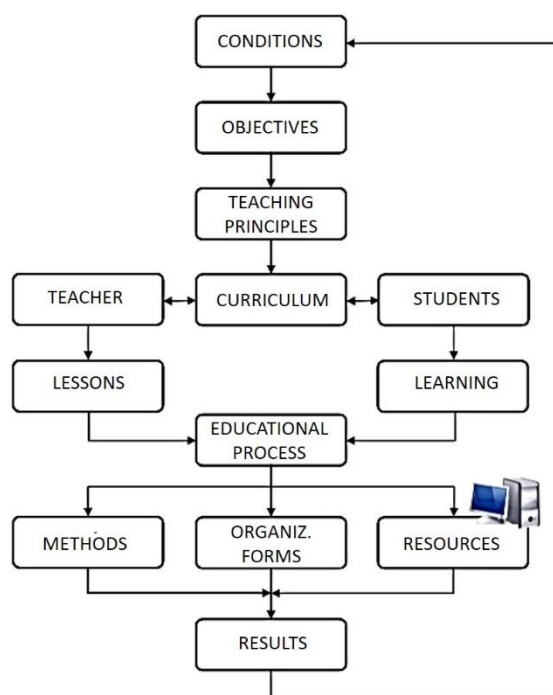 CONDITIONS
OBJECTIVES
TEACHING
PRINCIPLES
TEACHER
CURRICULUM
STUDENTS
LESSONS
LEARNING
EDUCATIONAL
PROCESS
METHODS
ORGANIZ.
FORMS
RESOURCES
RESULTS